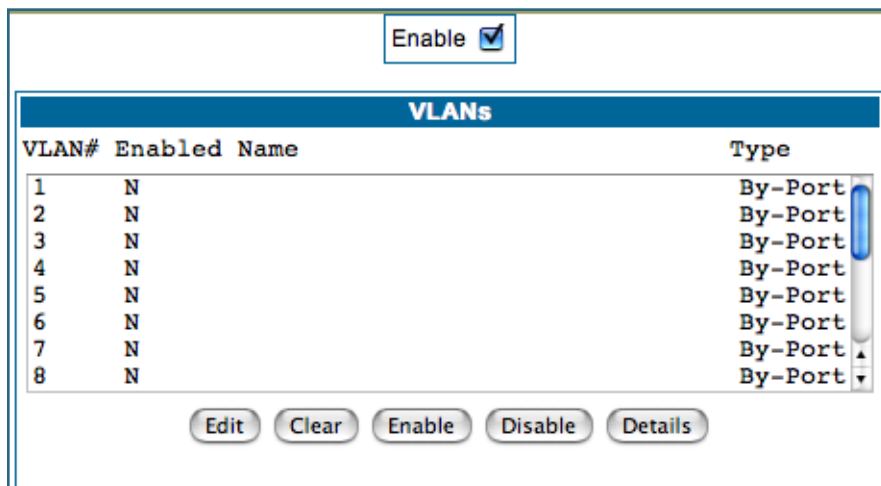 Enable
VLANs
VLAN# Enabled Name Type
1 N By-Port
2 N By-Port
3 N By-Port
4 N By-Port
5 N By-Port
6 N By-Port
7 N By-Port
8 N By-Port
Edit Clear Enable Disable Details